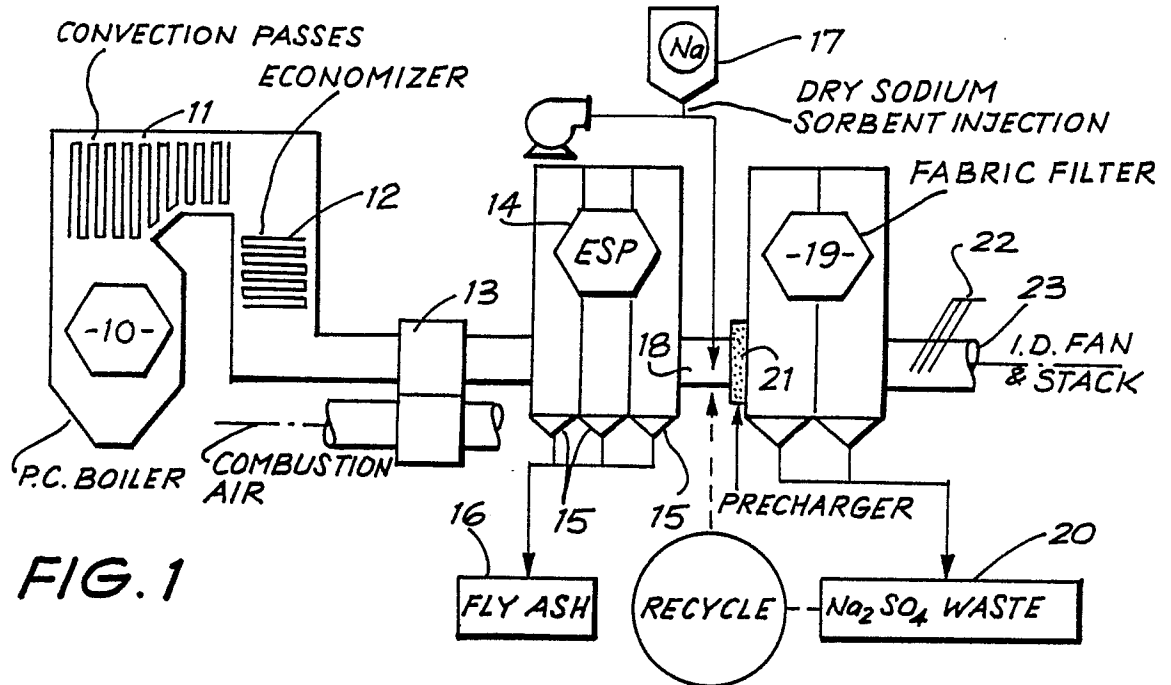 CONVECTION PASSES
11
ECONOMIZER
12
-10-
P.C. BOILER
13
COMBUSTION
AIR
14
ESP
15
15
16
FLY ASH
Na
17
DRY SODIUM
SORBENT INJECTION
18
21
PRECHARGER
FABRIC FILTER
-19-
22
23
I.D. FAN
& STACK
RECYCLE
20
Na₂SO₄ WASTE
FIG. 1